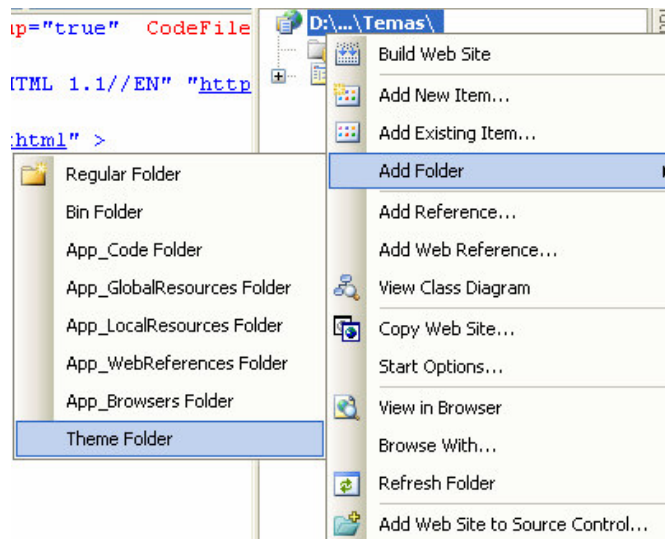 up="true" CodeFile
HTML 1.1//EN" "http
html" >
D:\...\Temas\
Build Web Site
Add New Item...
Add Existing Item...
Add Folder
Add Reference...
Add Web Reference...
View Class Diagram
Copy Web Site...
Start Options...
View in Browser
Browse With...
Refresh Folder
Add Web Site to Source Control...
Regular Folder
Bin Folder
App_Code Folder
App_GlobalResources Folder
App_LocalResources Folder
App_WebReferences Folder
App_Browsers Folder
Theme Folder